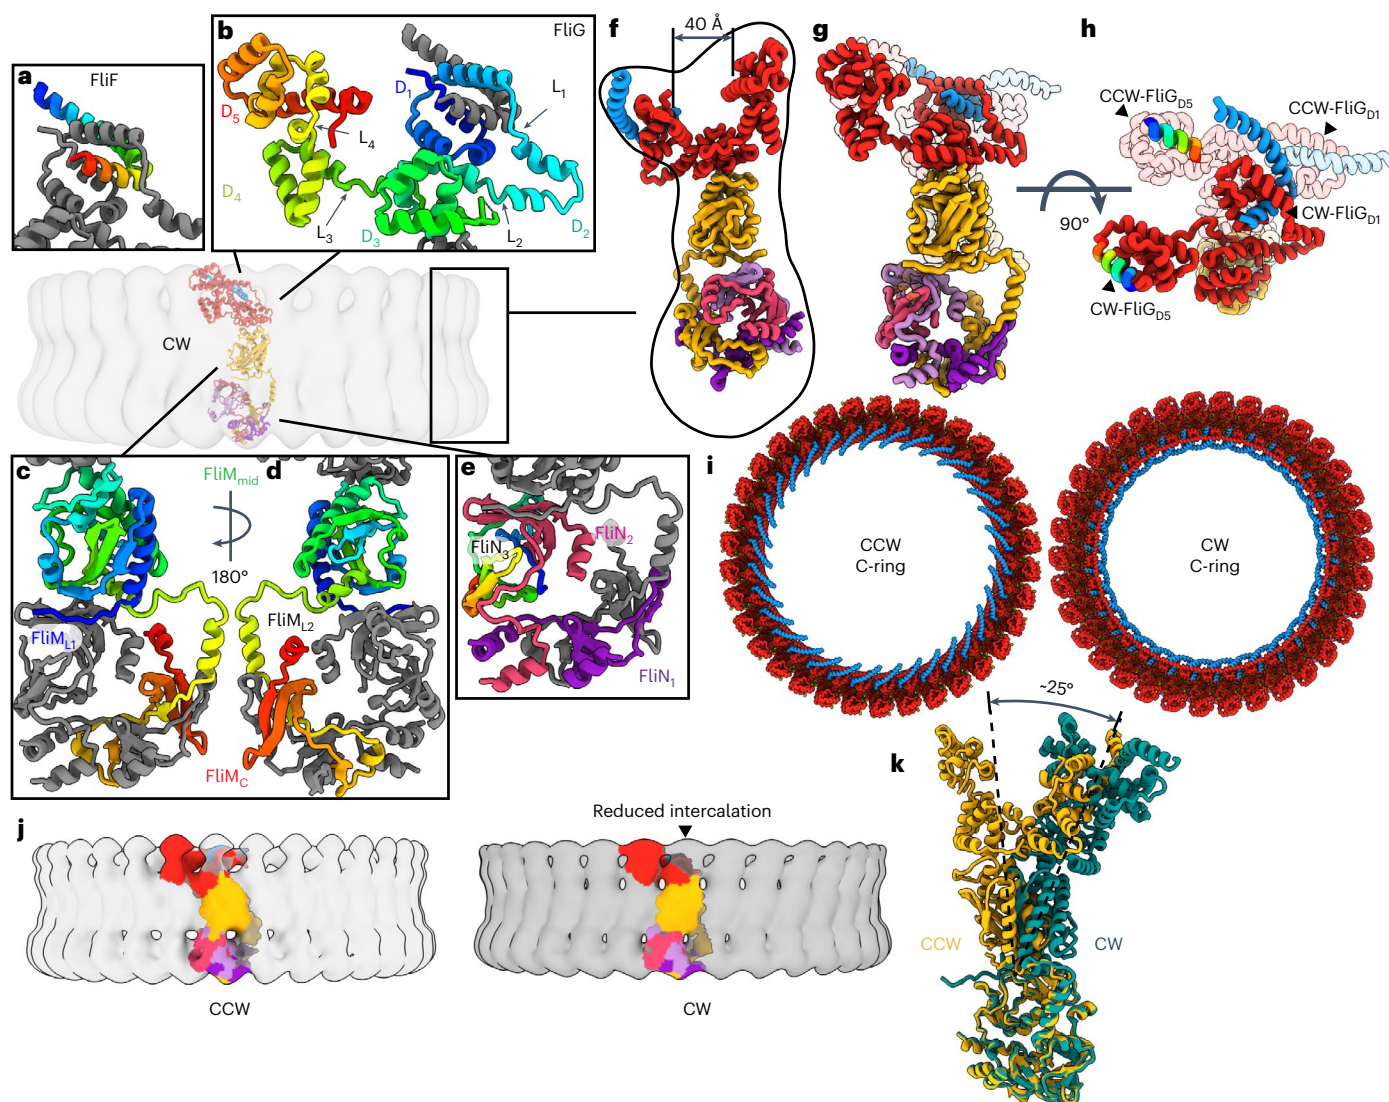 a
FliF
b
FliG
D5
D1
L1
L4
D4
L3
D3
L2
D2
f
40 Å
g
h
CCW-FliGD5
CCW-FliGD1
CW-FliGD1
CW-FliGD5
90°
CW
c
FliMmid
d
180°
FliML1
FliML2
FliMC
e
FliN3
FliN2
FliN1
i
CCW
C-ring
CW
C-ring
j
CCW
Reduced intercalation
CW
k
~25°
CCW
CW